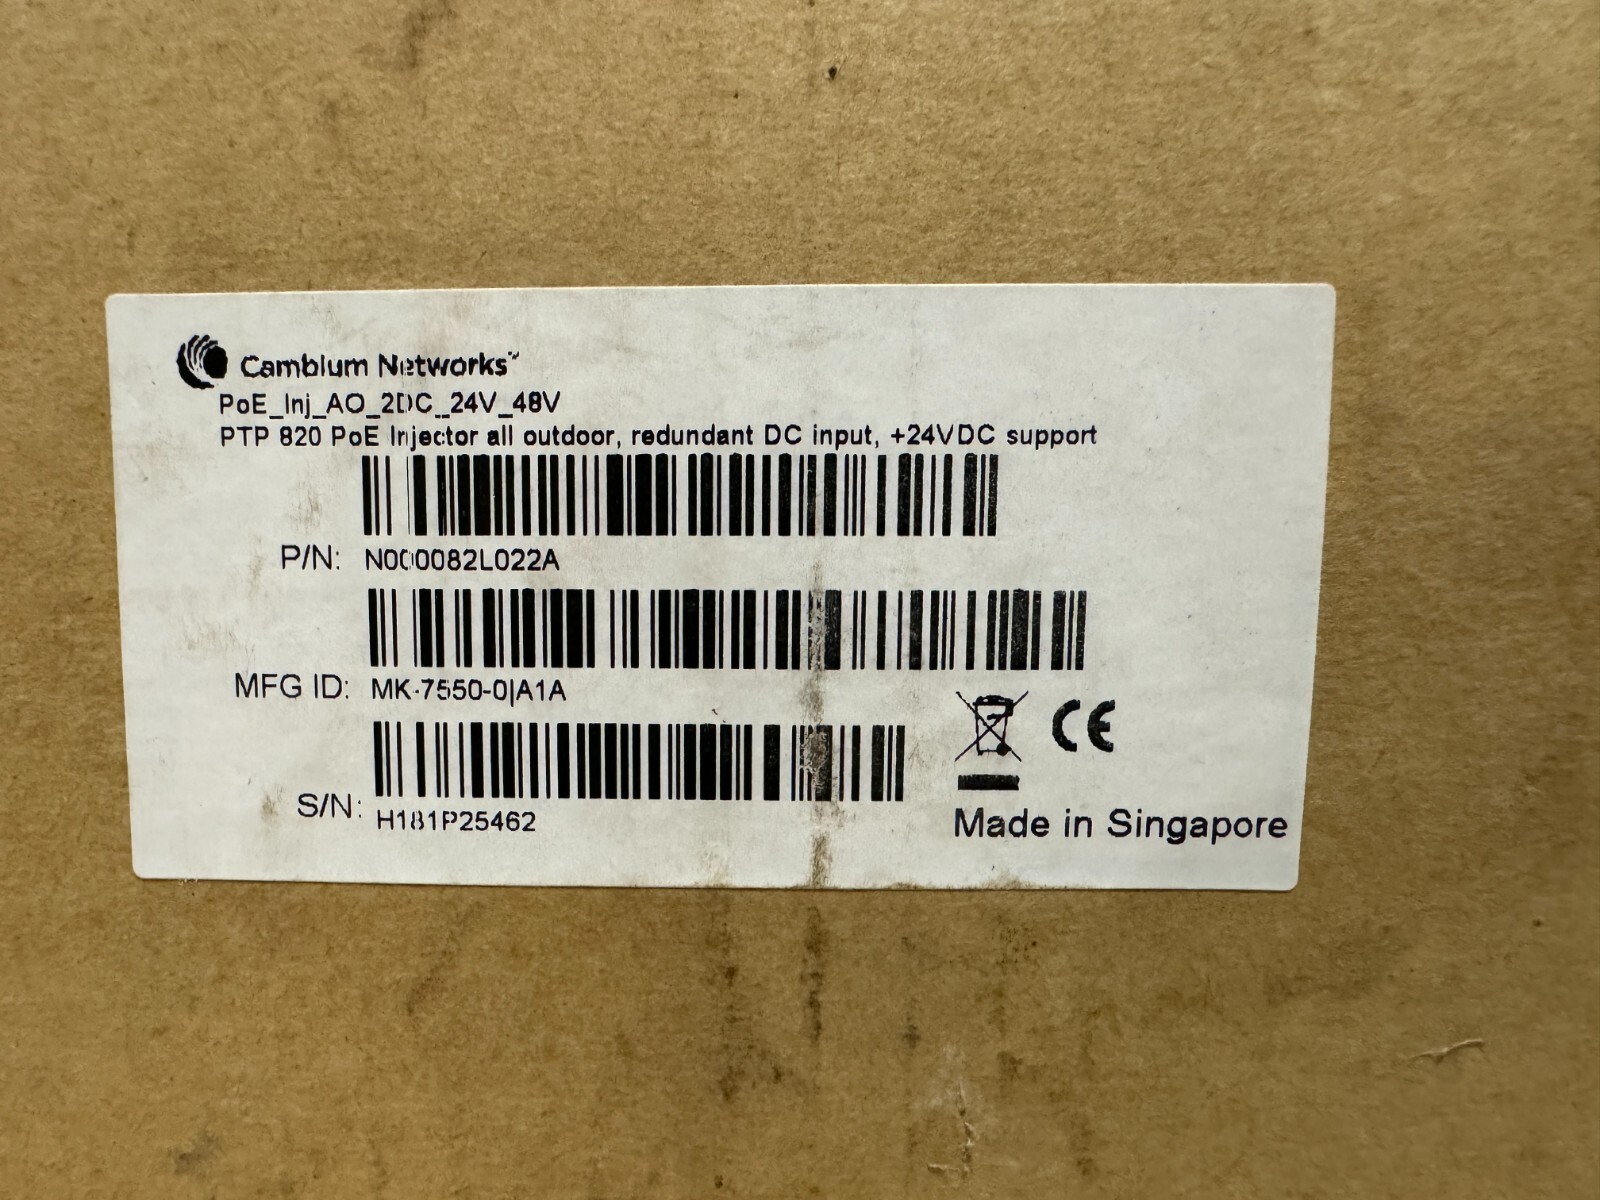 Cambium Networks™
PoE_Inj_AO_2DC_24V_48V
PTP 820 PoE Injector all outdoor, redundant DC input, +24VDC support
P/N: N000082L022A
MFG ID: MK-7550-0|A1A
S/N: H181P25462
CE
Made in Singapore